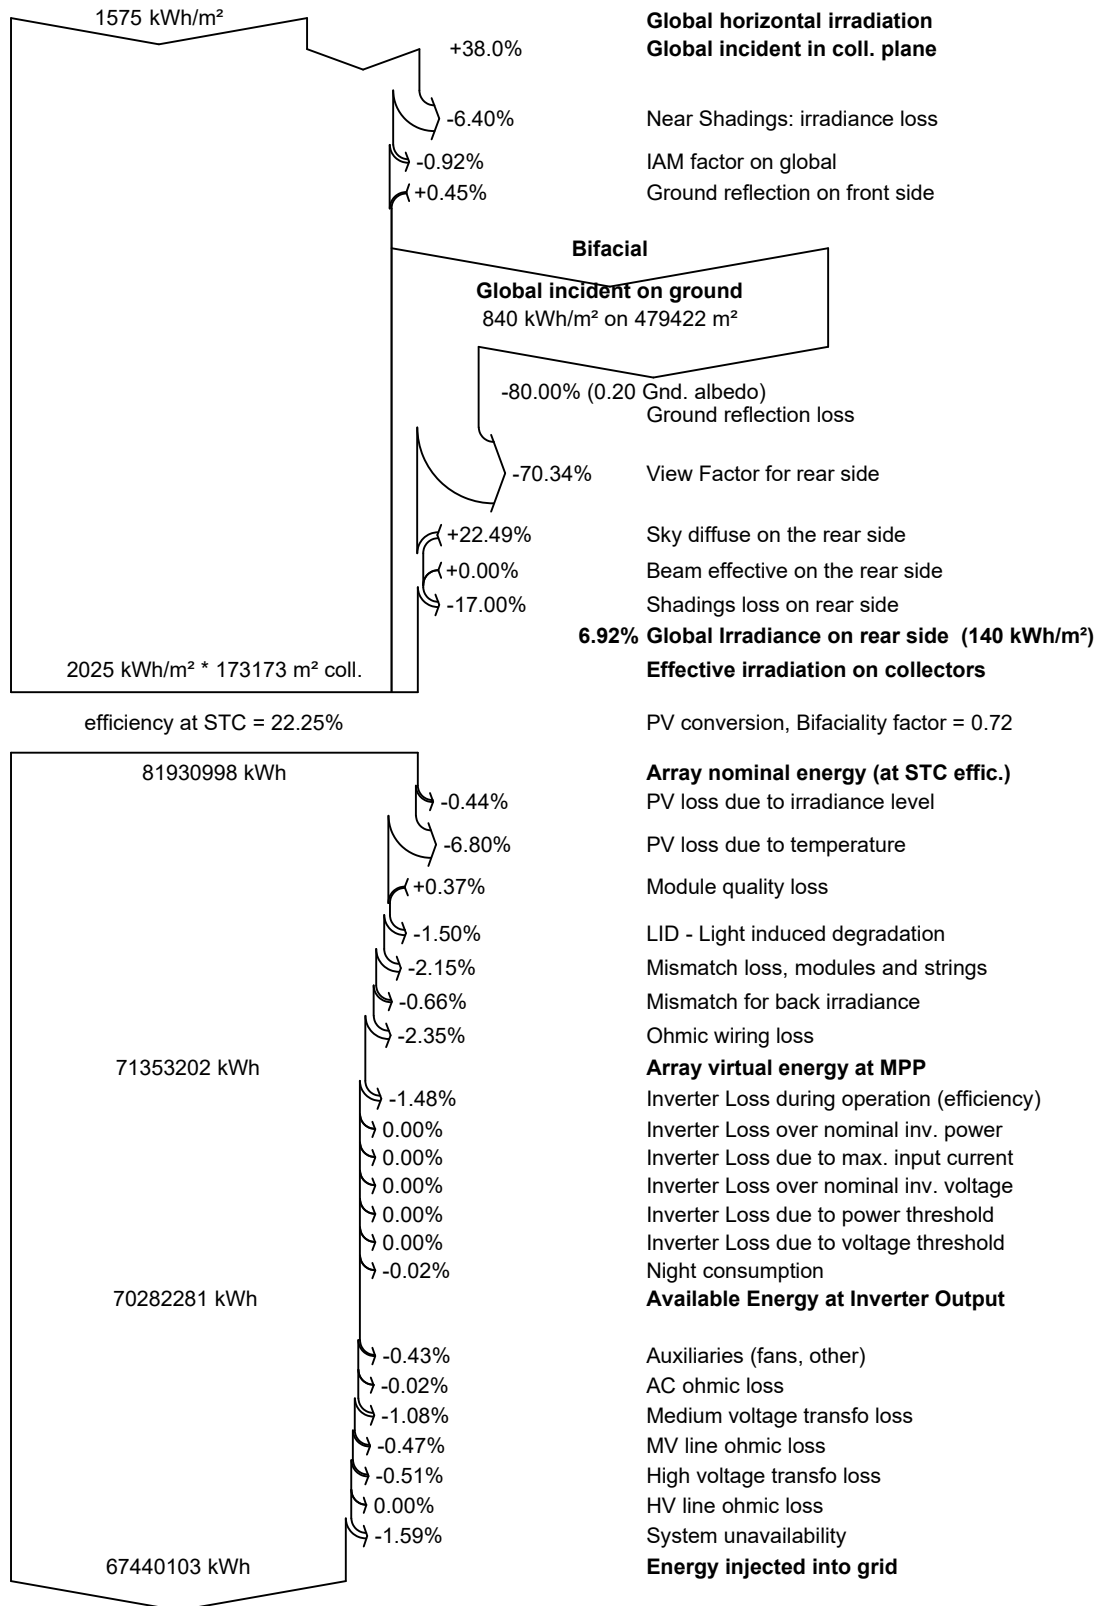 1575 kWh/m² Global horizontal irradiation
+38.0% Global incident in coll. plane
-6.40% Near Shadings: irradiance loss
-0.92% IAM factor on global
+0.45% Ground reflection on front side
Bifacial
Global incident on ground
840 kWh/m² on 479422 m²
-80.00% (0.20 Gnd. albedo)
Ground reflection loss
-70.34% View Factor for rear side
+22.49% Sky diffuse on the rear side
+0.00% Beam effective on the rear side
-17.00% Shadings loss on rear side
6.92% Global Irradiance on rear side (140 kWh/m²)
2025 kWh/m² * 173173 m² coll. Effective irradiation on collectors
efficiency at STC = 22.25% PV conversion, Bifaciality factor = 0.72
81930998 kWh Array nominal energy (at STC effic.)
-0.44% PV loss due to irradiance level
-6.80% PV loss due to temperature
+0.37% Module quality loss
-1.50% LID - Light induced degradation
-2.15% Mismatch loss, modules and strings
-0.66% Mismatch for back irradiance
-2.35% Ohmic wiring loss
71353202 kWh Array virtual energy at MPP
-1.48% Inverter Loss during operation (efficiency)
0.00% Inverter Loss over nominal inv. power
0.00% Inverter Loss due to max. input current
0.00% Inverter Loss over nominal inv. voltage
0.00% Inverter Loss due to power threshold
0.00% Inverter Loss due to voltage threshold
-0.02% Night consumption
70282281 kWh Available Energy at Inverter Output
-0.43% Auxiliaries (fans, other)
-0.02% AC ohmic loss
-1.08% Medium voltage transfo loss
-0.47% MV line ohmic loss
-0.51% High voltage transfo loss
0.00% HV line ohmic loss
-1.59% System unavailability
67440103 kWh Energy injected into grid